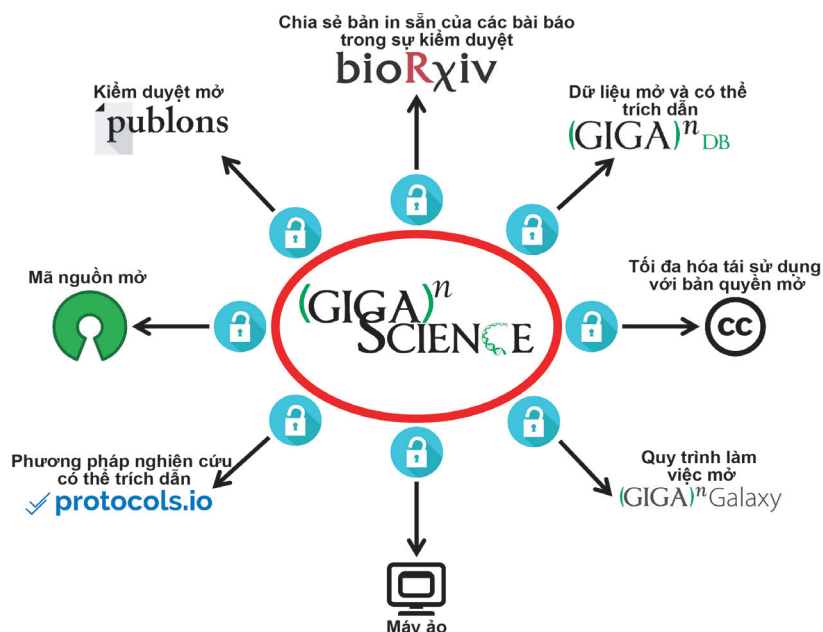 Chia sẻ bản in sẵn của các bài báo
trong sự kiểm duyệt
bioRχiv
Kiểm duyệt mở
publons
Dữ liệu mở và có thể
trích dẫn
(GIGA)n DB
Mã nguồn mở
(GIGA)n
SCIENCE
Tối đa hóa tái sử dụng
với bản quyền mở
cc
Phương pháp nghiên cứu
có thể trích dẫn
protocols.io
Quy trình làm
việc mở
(GIGA)n Galaxy
Máy ảo